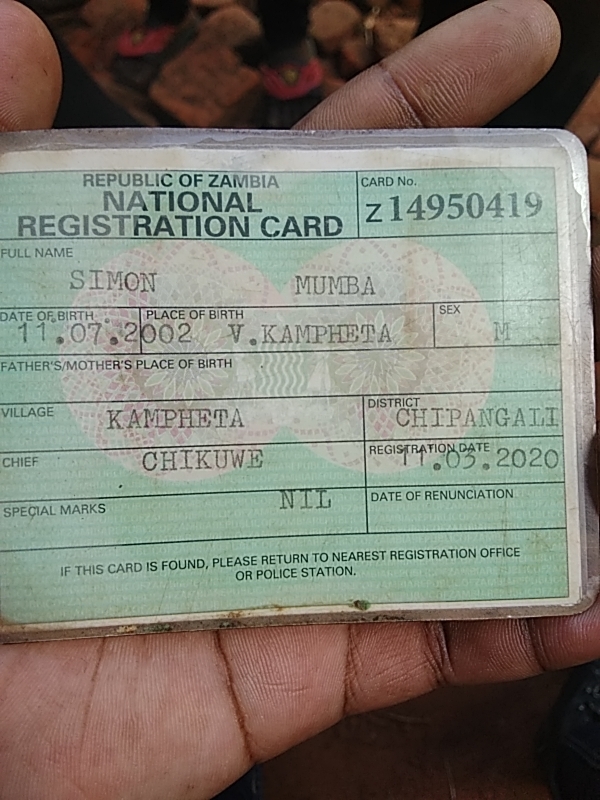 REPUBLIC OF ZAMBIA
NATIONAL
REGISTRATION CARD
CARD No.
Z14950419
FULL NAME
SIMON MUMBA
DATE OF BIRTH PLACE OF BIRTH SEX
11.07.2002 V.KAMPHETA M
FATHER'S/MOTHER'S PLACE OF BIRTH
VILLAGE KAMPHETA
DISTRICT
CHIPANGALI
CHIEF CHIKUWE
REGISTRATION DATE
11.03.2020
SPECIAL MARKS NIL
DATE OF RENUNCIATION
IF THIS CARD IS FOUND, PLEASE RETURN TO NEAREST REGISTRATION OFFICE
OR POLICE STATION.